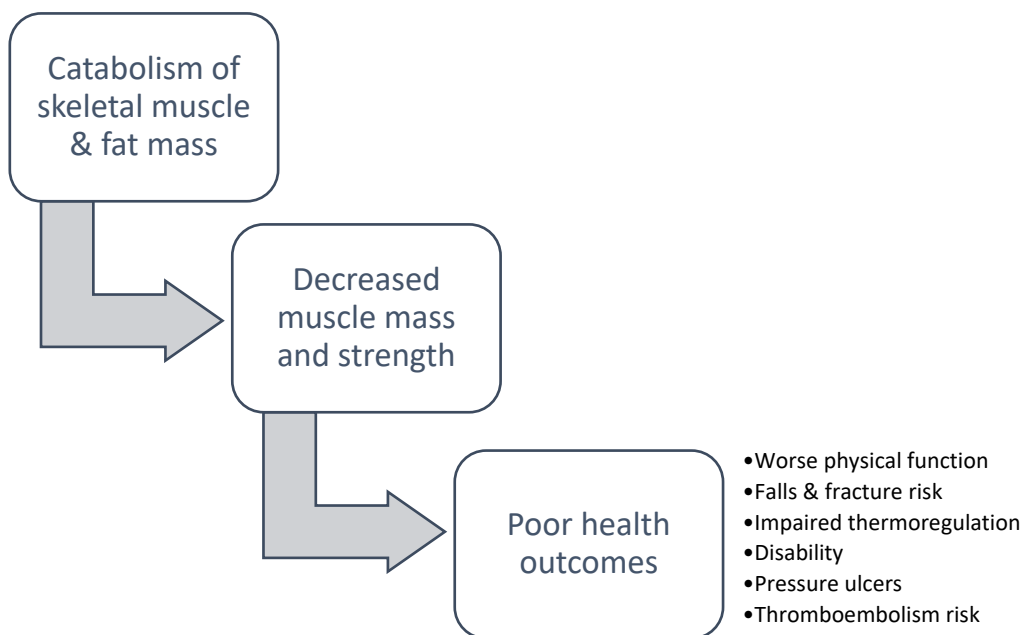 Catabolism of
skeletal muscle
& fat mass
Decreased
muscle mass
and strength
Poor health
outcomes
•Worse physical function
•Falls & fracture risk
•Impaired thermoregulation
•Disability
•Pressure ulcers
•Thromboembolism risk